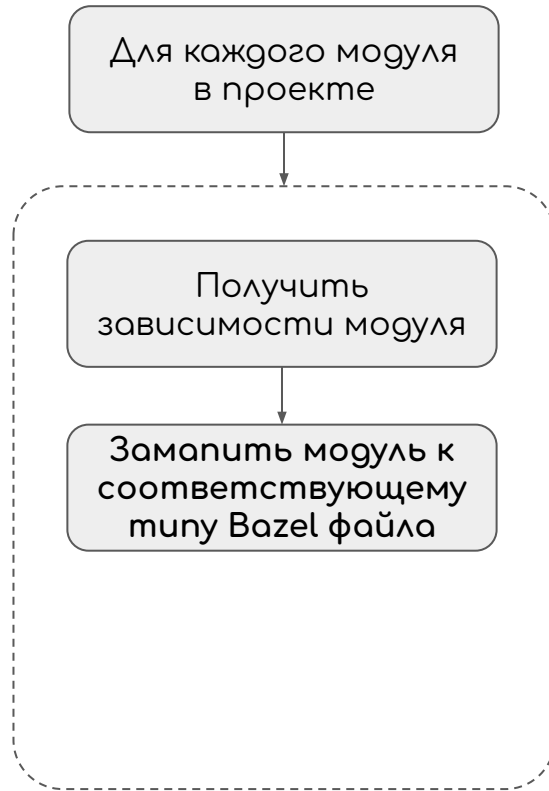 Для каждого модуля
в проекте
Получить
зависимости модуля
Замапить модуль к
соответствующему
типу Bazel файла